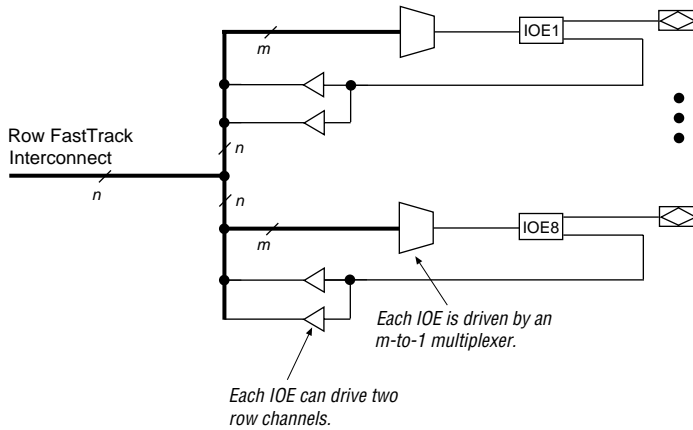 m
IOE1
Row FastTrack
Interconnect
n
n
n
m
IOE8
Each IOE is driven by an
m-to-1 multiplexer.
Each IOE can drive two
row channels.